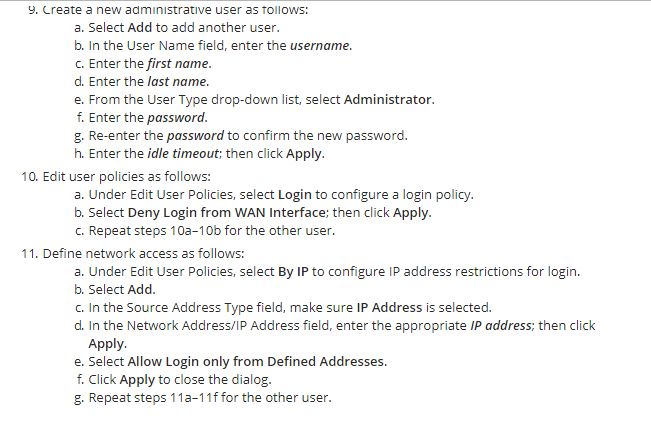 9. Create a new administrative user as follows:
a. Select Add to add another user.
b. In the User Name field, enter the username.
c. Enter the first name.
d. Enter the last name.
e. From the User Type drop-down list, select Administrator.
f. Enter the password.
g. Re-enter the password to confirm the new password.
h. Enter the idle timeout; then click Apply.
10. Edit user policies as follows:
a. Under Edit User Policies, select Login to configure a login policy.
b. Select Deny Login from WAN Interface; then click Apply.
c. Repeat steps 10a–10b for the other user.
11. Define network access as follows:
a. Under Edit User Policies, select By IP to configure IP address restrictions for login.
b. Select Add.
c. In the Source Address Type field, make sure IP Address is selected.
d. In the Network Address/IP Address field, enter the appropriate IP address; then click
Apply.
e. Select Allow Login only from Defined Addresses.
f. Click Apply to close the dialog.
g. Repeat steps 11a–11f for the other user.